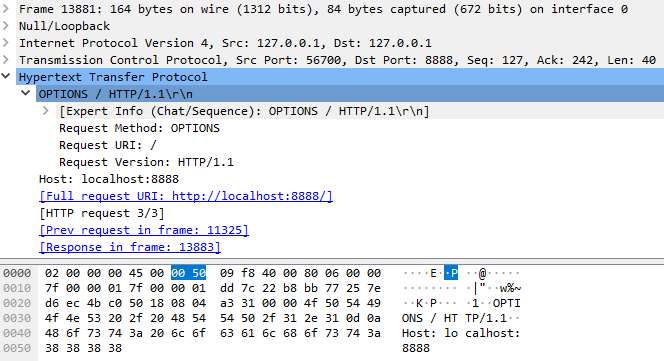 Frame 13881: 164 bytes on wire (1312 bits), 84 bytes captured (672 bits) on interface 0
Null/Loopback
Internet Protocol Version 4, Src: 127.0.0.1, Dst: 127.0.0.1
Transmission Control Protocol, Src Port: 56700, Dst Port: 8888, Seq: 127, Ack: 242, Len: 40
Hypertext Transfer Protocol
OPTIONS / HTTP/1.1\r\n
[Expert Info (Chat/Sequence): OPTIONS / HTTP/1.1\r\n]
Request Method: OPTIONS
Request URI: /
Request Version: HTTP/1.1
Host: localhost:8888
[Full request URI: http://localhost:8888/]
[HTTP request 3/3]
[Prev request in frame: 11325]
[Response in frame: 13883]
0000 02 00 00 00 45 00 00 50 09 f8 40 00 80 06 00 00 ····E··P ··@·····
0010 7f 00 00 01 7f 00 00 01 dd 7c 22 b8 bb 77 25 7e ········ ·|"··w%~
0020 d6 ec 4b c0 50 18 08 04 a3 31 00 00 4f 50 54 49 ··K·P··· ·1··OPTI
0030 4f 4e 53 20 2f 20 48 54 54 50 2f 31 2e 31 0d 0a ONS / HT TP/1.1··
0040 48 6f 73 74 3a 20 6c 6f 63 61 6c 68 6f 73 74 3a Host: lo calhost:
0050 38 38 38 38 8888